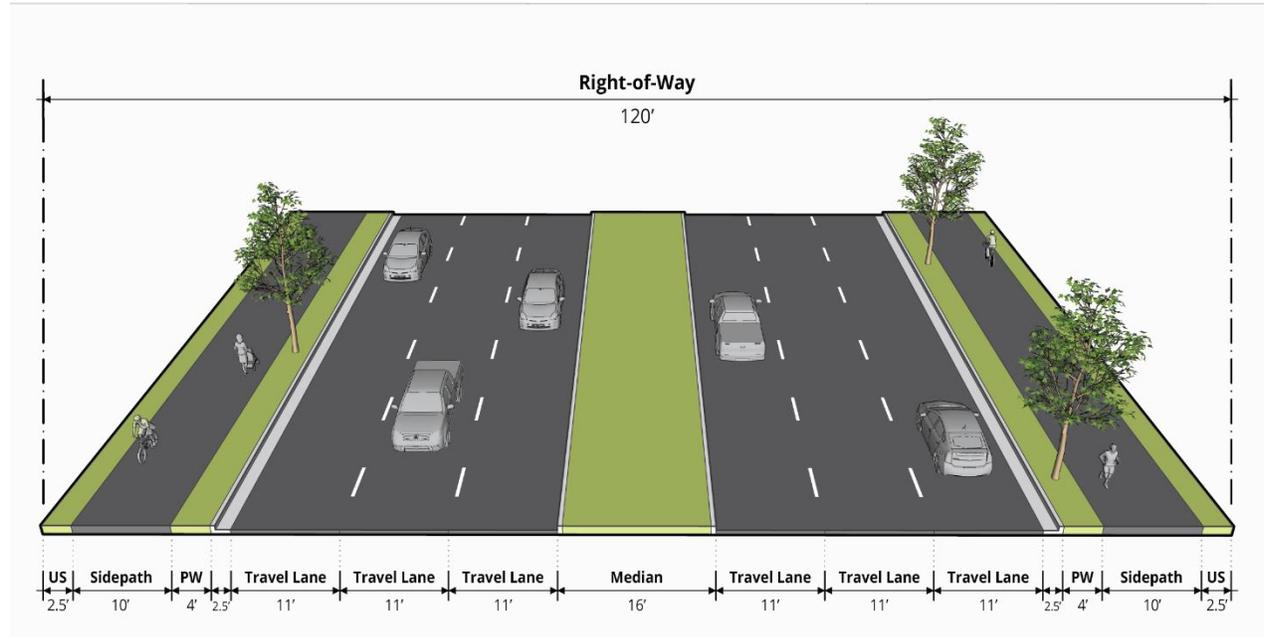 Right-of-Way
120’
US Sidepath PW Travel Lane Travel Lane Travel Lane Median Travel Lane Travel Lane Travel Lane PW Sidepath US
2.5’ 10’ 4’ 2.5’ 11’ 11’ 11’ 16’ 11’ 11’ 11’ 2.5’ 4’ 10’ 2.5’